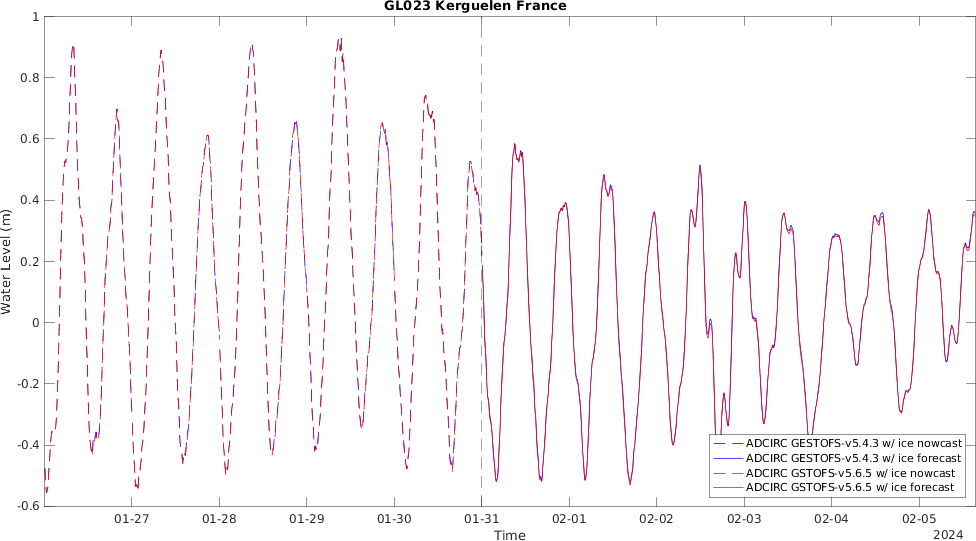 GL023 Kerguelen France
1
0.8
0.6
0.4
0.2
0
-0.2
-0.4
-0.6
Water Level (m)
ADCIRC GESTOFS-v5.4.3 w/ ice nowcast
ADCIRC GESTOFS-v5.4.3 w/ ice forecast
ADCIRC GSTOFS-v5.6.5 w/ ice nowcast
ADCIRC GSTOFS-v5.6.5 w/ ice forecast
01-27 01-28 01-29 01-30 01-31 02-01 02-02 02-03 02-04 02-05
Time
2024